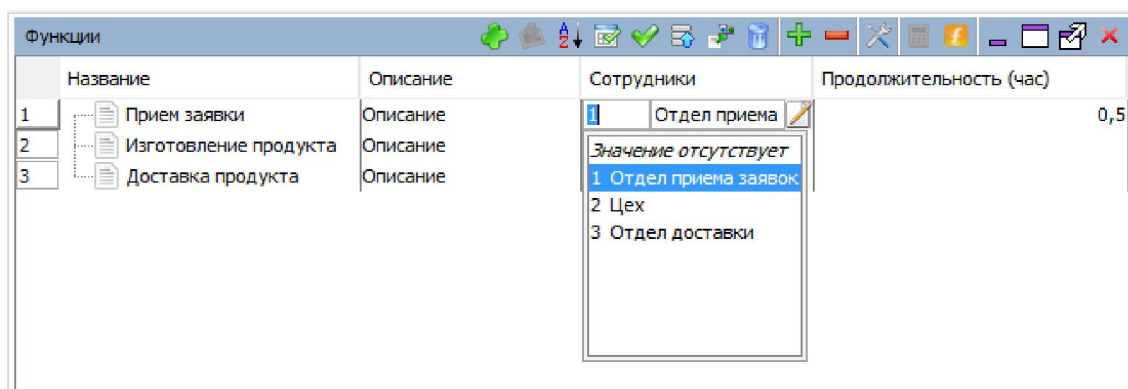 Функции
Название Описание Сотрудники Продолжительность (час)
1 Прием заявки Описание 1 Отдел приема 0,5
2 Изготовление продукта Описание
3 Доставка продукта Описание
Значение отсутствует
1 Отдел приема заявок
2 Цех
3 Отдел доставки